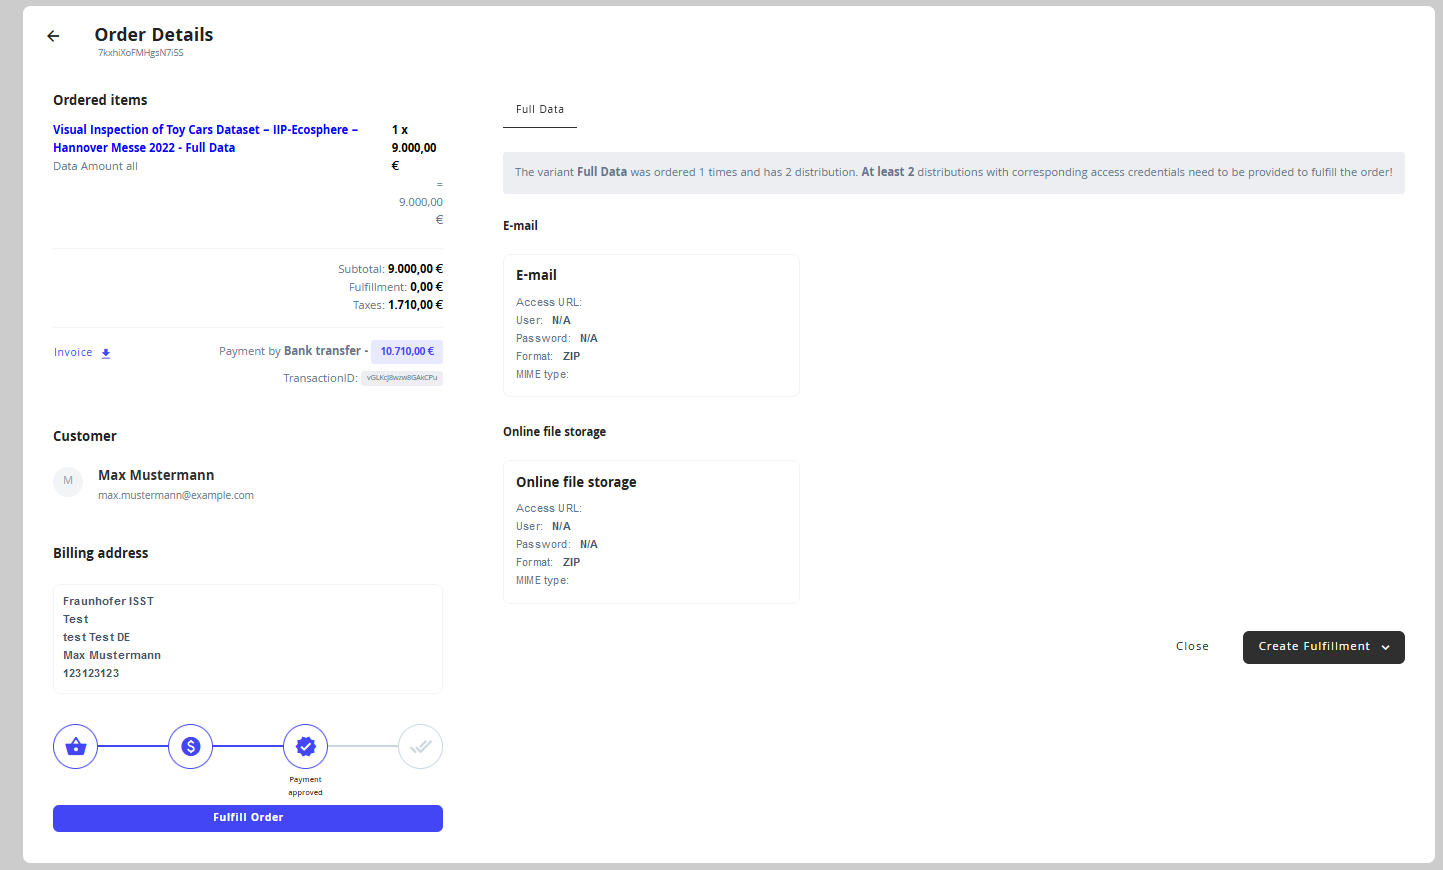 Order Details
7kxhiXoFMHgsN7iSS
Ordered items
Visual Inspection of Toy Cars Dataset – IIP-Ecosphere –
Hannover Messe 2022 - Full Data
Data Amount all
1 x
9.000,00
€
=
9.000,00
€
Subtotal: 9.000,00 €
Fulfillment: 0,00 €
Taxes: 1.710,00 €
Invoice
Payment by Bank transfer - 10.710,00 €
TransactionID: vGLKcJ8wzw8GAkCPu
Customer
M
Max Mustermann
max.mustermann@example.com
Billing address
Fraunhofer ISST
Test
test Test DE
Max Mustermann
123123123
Payment
approved
Fulfill Order
Full Data
The variant Full Data was ordered 1 times and has 2 distribution. At least 2 distributions with corresponding access credentials need to be provided to fulfill the order!
E-mail
E-mail
Access URL:
User: N/A
Password: N/A
Format: ZIP
MIME type:
Online file storage
Online file storage
Access URL:
User: N/A
Password: N/A
Format: ZIP
MIME type:
Close
Create Fulfillment